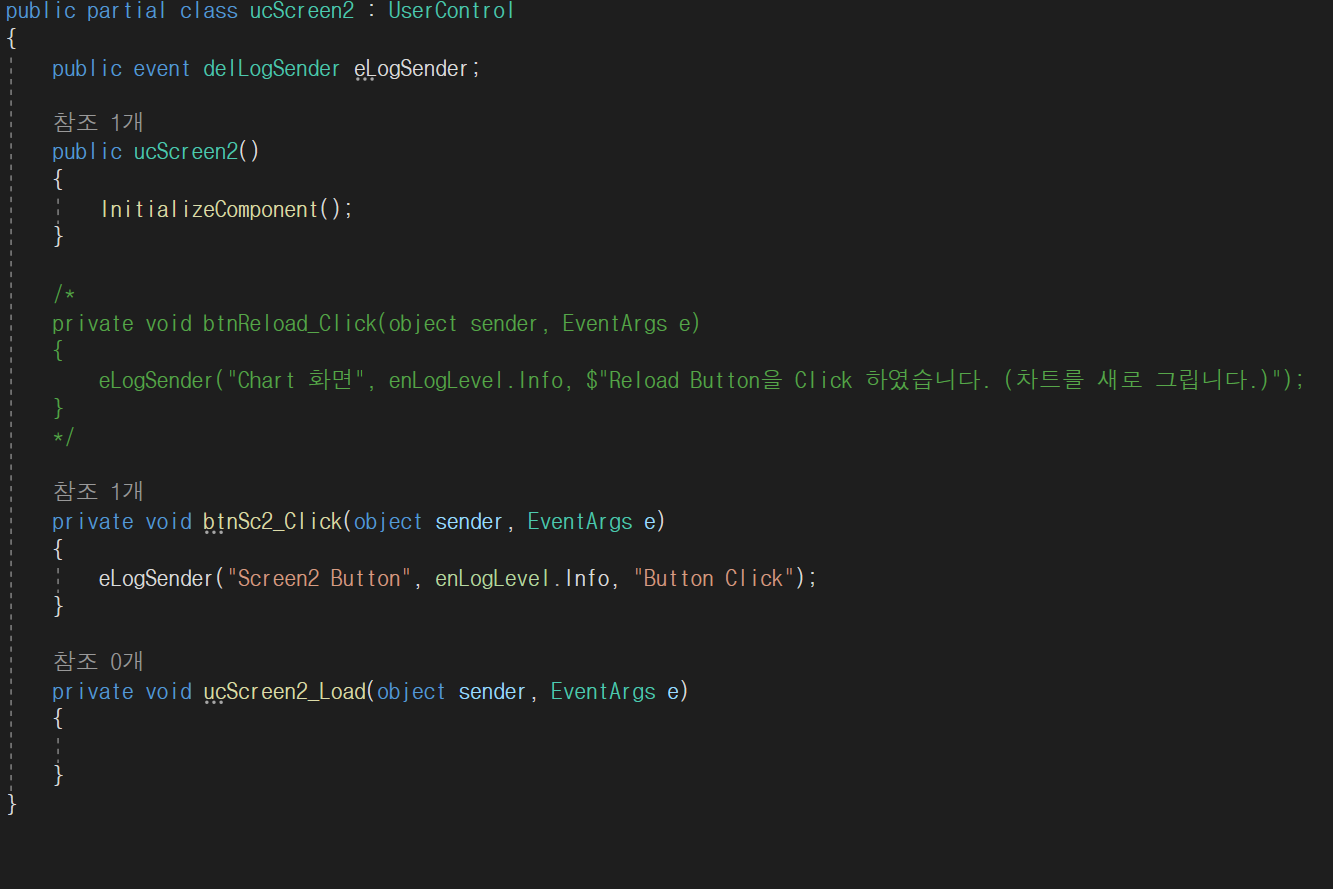 public partial class ucScreen2 : UserControl
{
public event delLogSender eLogSender;
참조 1개
public ucScreen2()
{
InitializeComponent();
}
/*
private void btnReload_Click(object sender, EventArgs e)
{
eLogSender("Chart 화면", enLogLevel.Info, $"Reload Button을 Click 하였습니다. (차트를 새로 그립니다.)");
}
*/
참조 1개
private void btnSc2_Click(object sender, EventArgs e)
{
eLogSender("Screen2 Button", enLogLevel.Info, "Button Click");
}
참조 0개
private void ucScreen2_Load(object sender, EventArgs e)
{
}
}